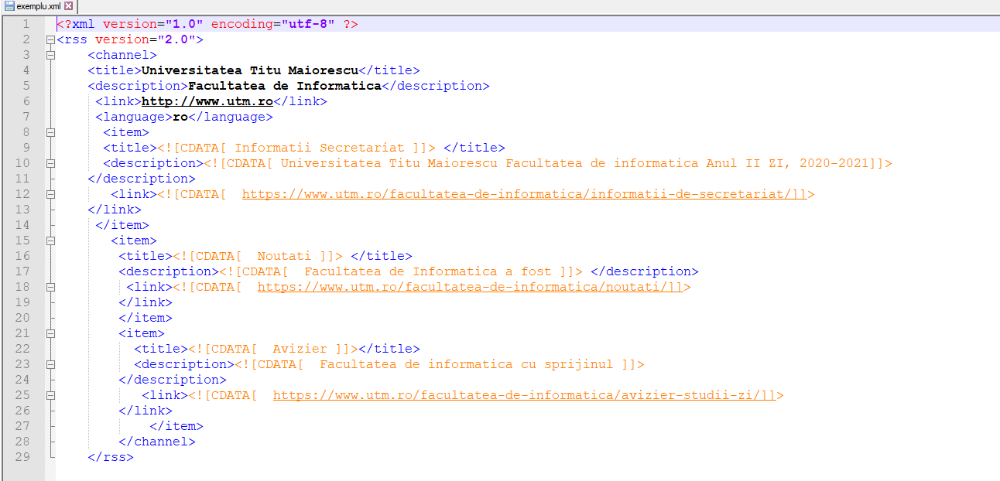 exemplu.xml
1 <?xml version="1.0" encoding="utf-8" ?>
2 <rss version="2.0">
3 <channel>
4 <title>Universitatea Titu Maiorescu</title>
5 <description>Facultatea de Informatica</description>
6 <link>http://www.utm.ro</link>
7 <language>ro</language>
8 <item>
9 <title><![CDATA[ Informatii Secretariat ]]> </title>
10 <description><![CDATA[ Universitatea Titu Maiorescu Facultatea de informatica Anul II ZI, 2020-2021]]>
11 </description>
12 <link><![CDATA[  https://www.utm.ro/facultatea-de-informatica/informatii-de-secretariat/]]>
13 </link>
14 </item>
15 <item>
16 <title><![CDATA[  Noutati ]]> </title>
17 <description><![CDATA[  Facultatea de Informatica a fost ]]> </description>
18 <link><![CDATA[  https://www.utm.ro/facultatea-de-informatica/noutati/]]>
19 </link>
20 </item>
21 <item>
22 <title><![CDATA[  Avizier ]]></title>
23 <description><![CDATA[  Facultatea de informatica cu sprijinul ]]>
24 </description>
25 <link><![CDATA[  https://www.utm.ro/facultatea-de-informatica/avizier-studii-zi/]]>
26 </link>
27 </item>
28 </channel>
29 </rss>